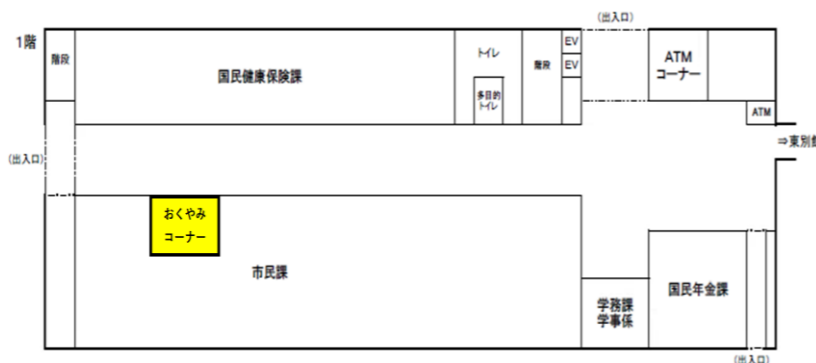 (出入口)
1階
階段
国民健康保険課
トイレ
多目的
トイレ
階段
EV
EV
ATM
コーナー
ATM
⇒東別館
(出入口)
おくやみ
コーナー
市民課
学務課
学事係
国民年金課
(出入口)